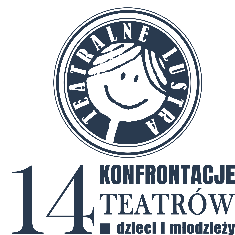 TEATRALNE LUSTRA
14 KONFRONTACJE
TEATRÓW
dzieci i młodzieży